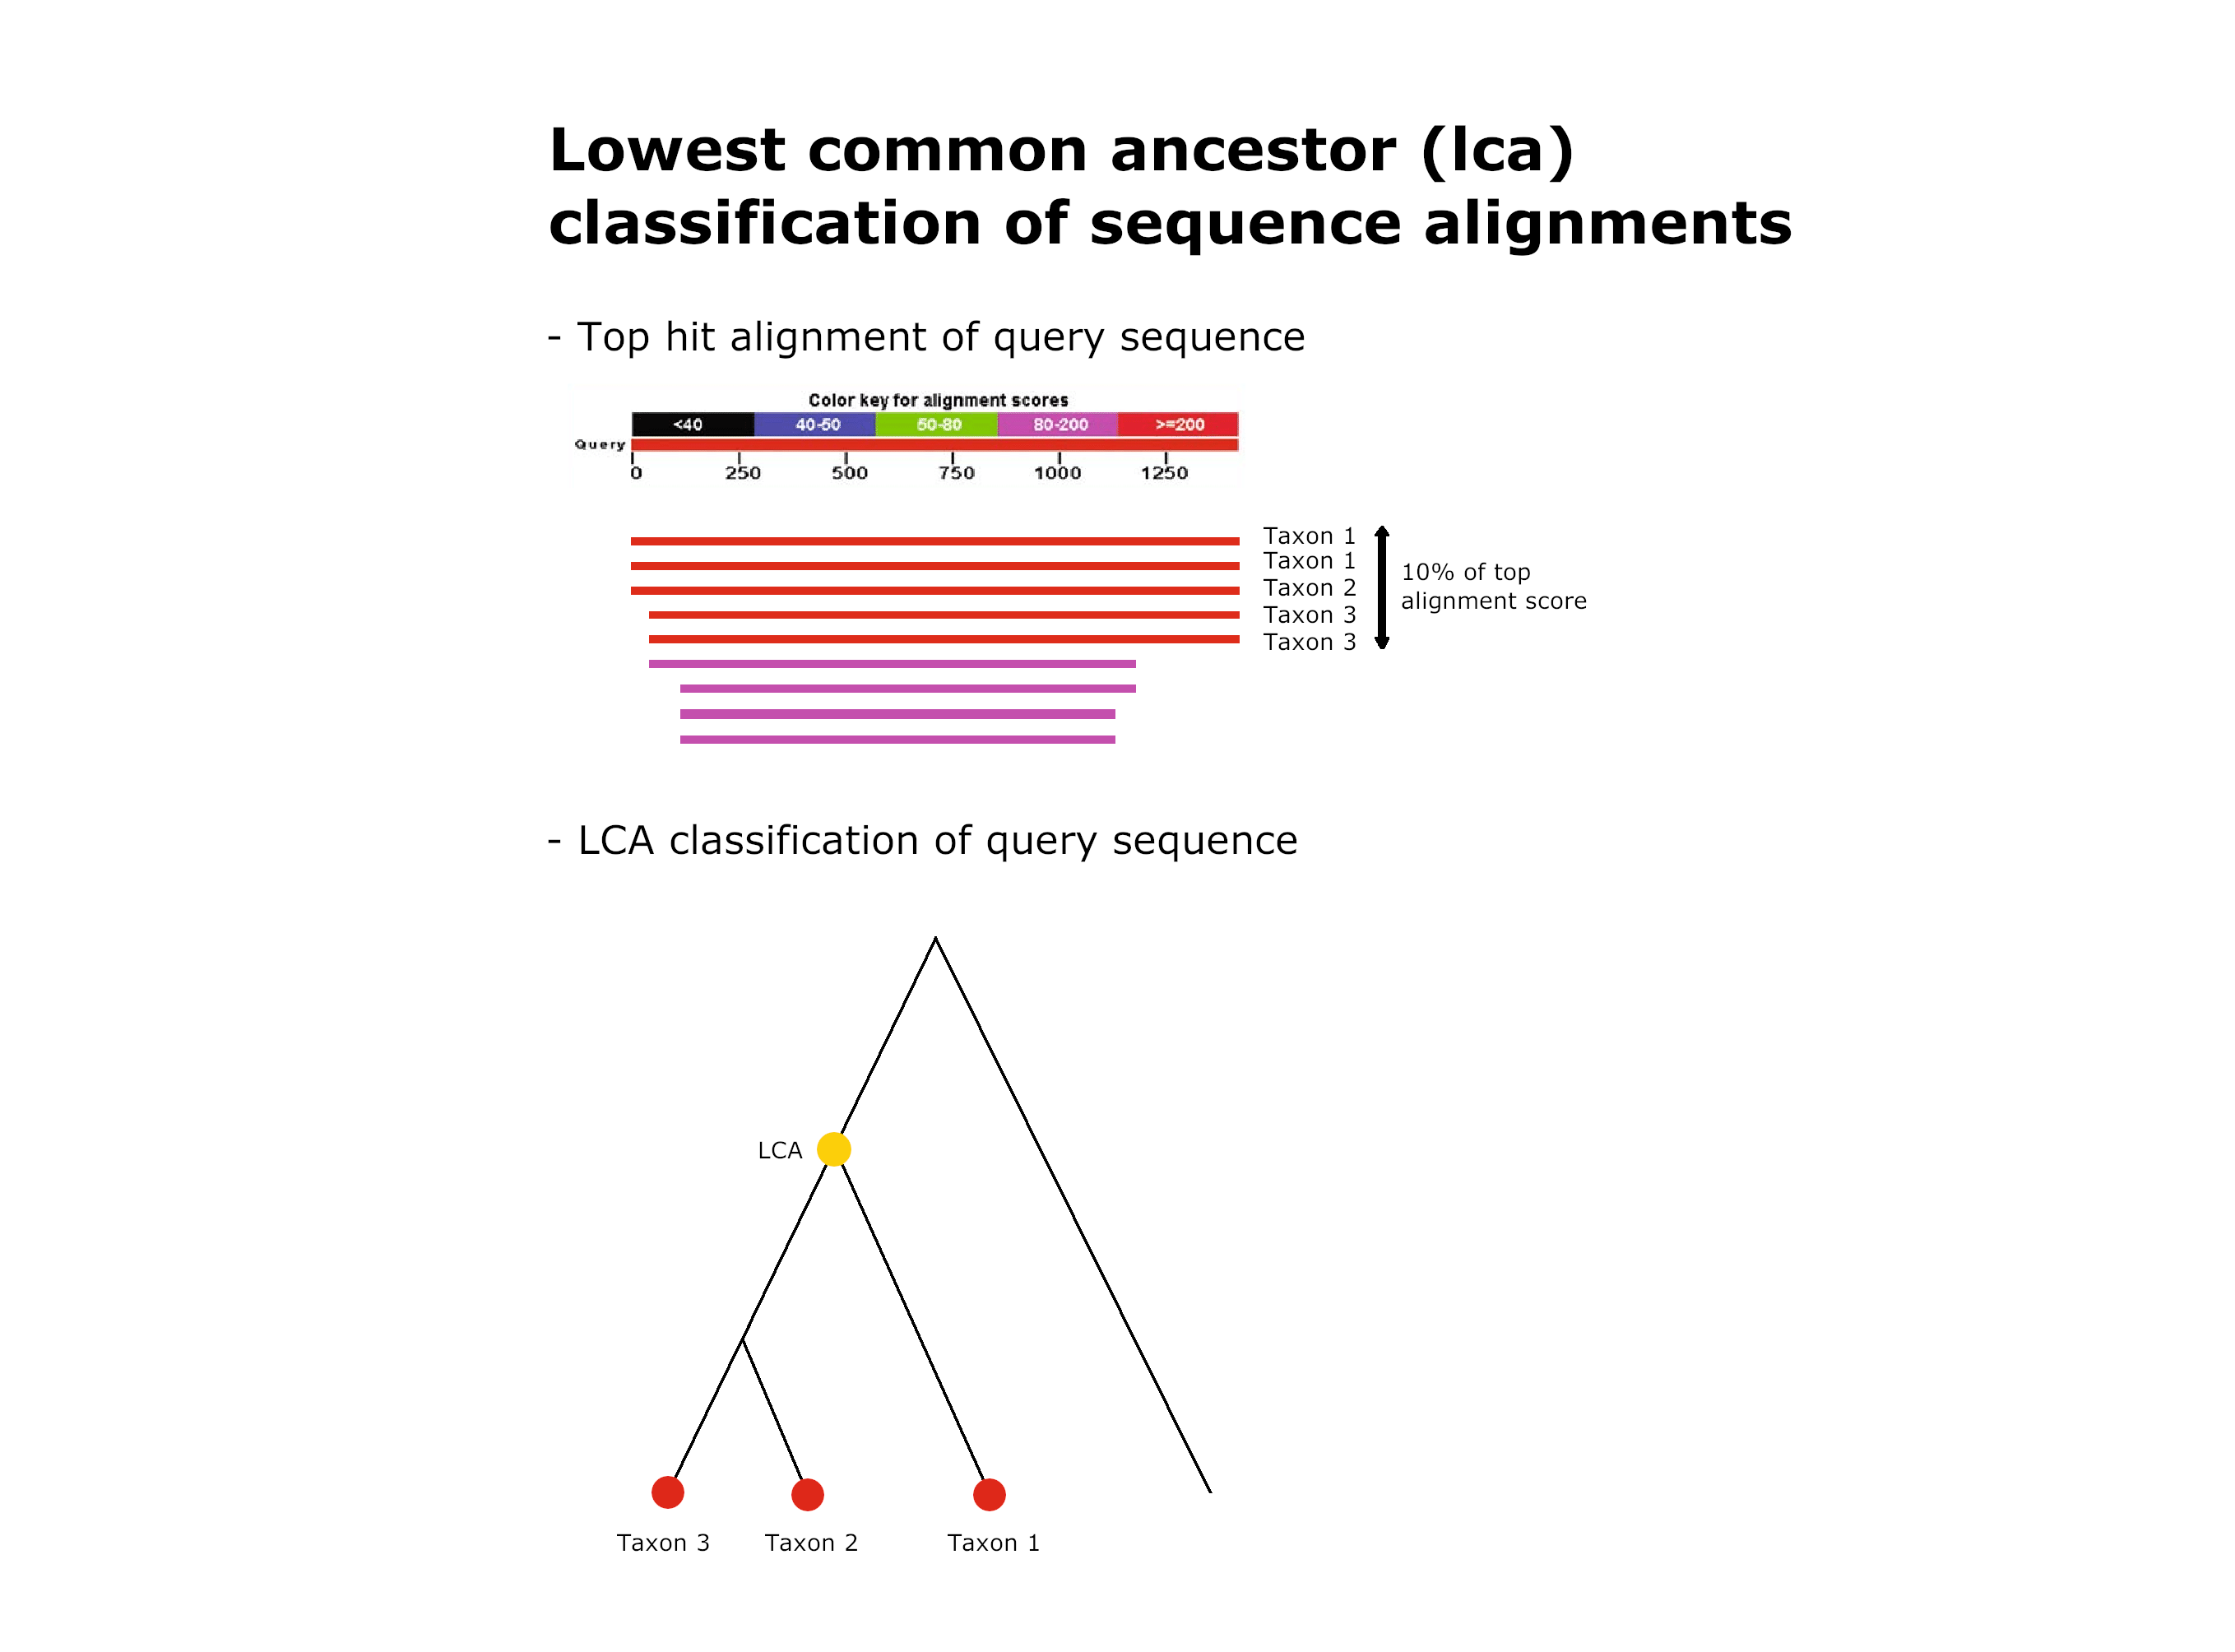 Lowest common ancestor (lca)
classification of sequence alignments
- Top hit alignment of query sequence
Color key for alignment scores
<40 40-50 50-80 80-200 >=200
Query
0 250 500 750 1000 1250
Taxon 1
Taxon 1
Taxon 2
Taxon 3
Taxon 3
10% of top
alignment score
- LCA classification of query sequence
LCA
Taxon 3 Taxon 2 Taxon 1